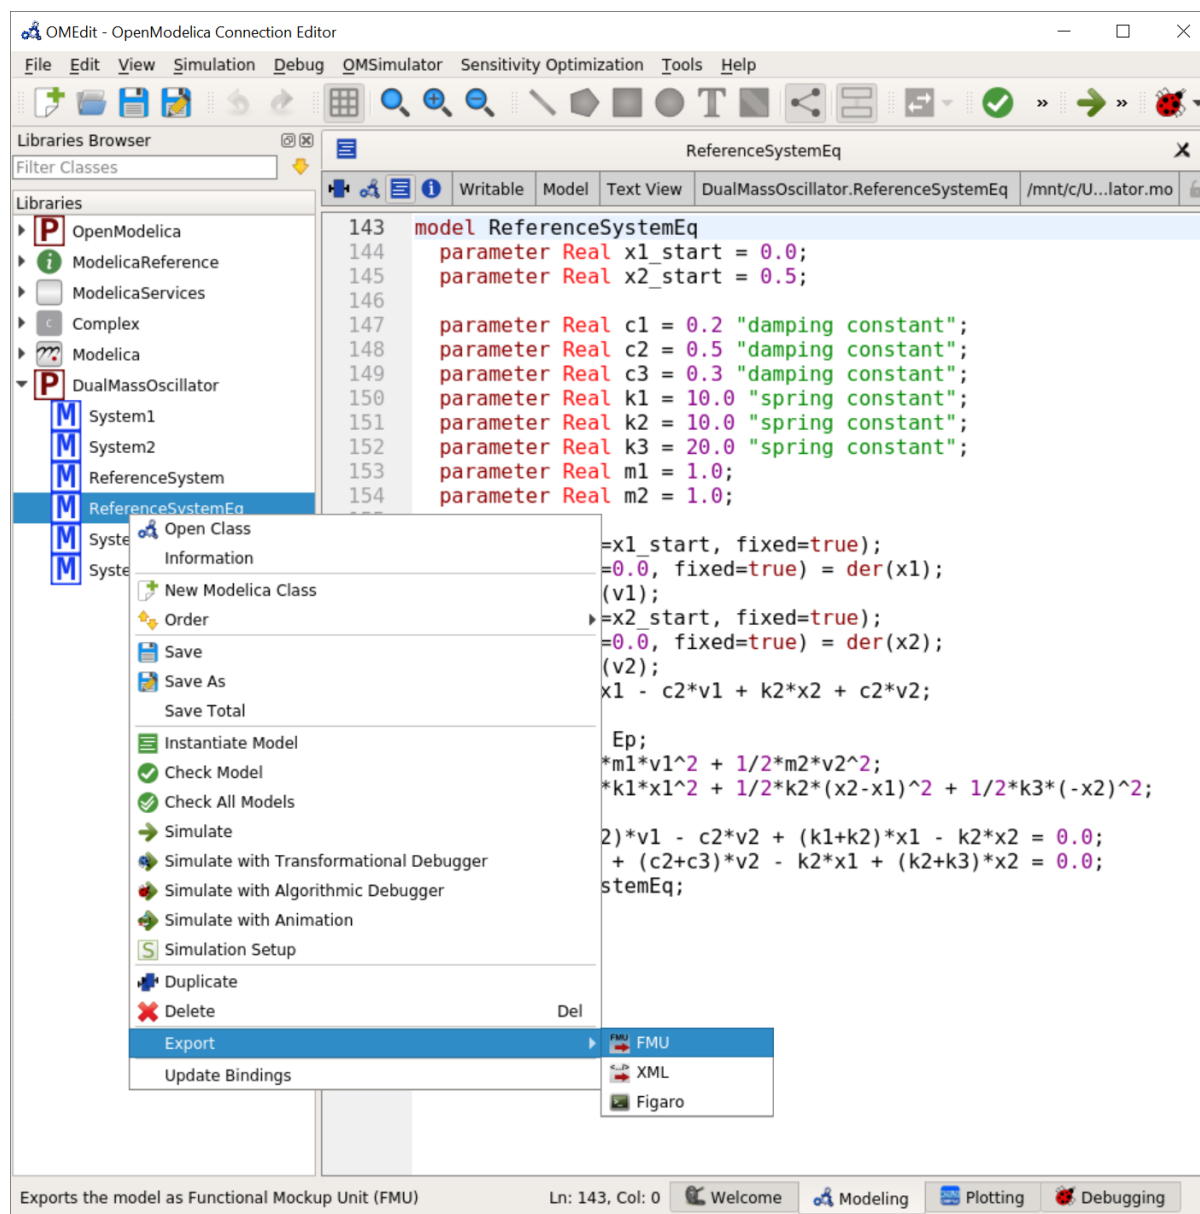 OMEdit - OpenModelica Connection Editor
File Edit View Simulation Debug OMSimulator Sensitivity Optimization Tools Help
Libraries Browser
Filter Classes
Libraries
OpenModelica
ModelicaReference
ModelicaServices
Complex
Modelica
DualMassOscillator
System1
System2
ReferenceSystem
ReferenceSystemEq
Syste
Syste
ReferenceSystemEq
Writable Model Text View DualMassOscillator.ReferenceSystemEq /mnt/c/U...lator.mo
143 model ReferenceSystemEq
144 parameter Real x1_start = 0.0;
145 parameter Real x2_start = 0.5;
146
147 parameter Real c1 = 0.2 "damping constant";
148 parameter Real c2 = 0.5 "damping constant";
149 parameter Real c3 = 0.3 "damping constant";
150 parameter Real k1 = 10.0 "spring constant";
151 parameter Real k2 = 10.0 "spring constant";
152 parameter Real k3 = 20.0 "spring constant";
153 parameter Real m1 = 1.0;
154 parameter Real m2 = 1.0;
=x1_start, fixed=true);
=0.0, fixed=true) = der(x1);
(v1);
=x2_start, fixed=true);
=0.0, fixed=true) = der(x2);
(v2);
x1 - c2*v1 + k2*x2 + c2*v2;
Ep;
*m1*v1^2 + 1/2*m2*v2^2;
*k1*x1^2 + 1/2*k2*(x2-x1)^2 + 1/2*k3*(-x2)^2;
2)*v1 - c2*v2 + (k1+k2)*x1 - k2*x2 = 0.0;
+ (c2+c3)*v2 - k2*x1 + (k2+k3)*x2 = 0.0;
stemEq;
Open Class
Information
New Modelica Class
Order
Save
Save As
Save Total
Instantiate Model
Check Model
Check All Models
Simulate
Simulate with Transformational Debugger
Simulate with Algorithmic Debugger
Simulate with Animation
Simulation Setup
Duplicate
Delete Del
Export
Update Bindings
FMU
XML
Figaro
Exports the model as Functional Mockup Unit (FMU) Ln: 143, Col: 0 Welcome Modeling Plotting Debugging